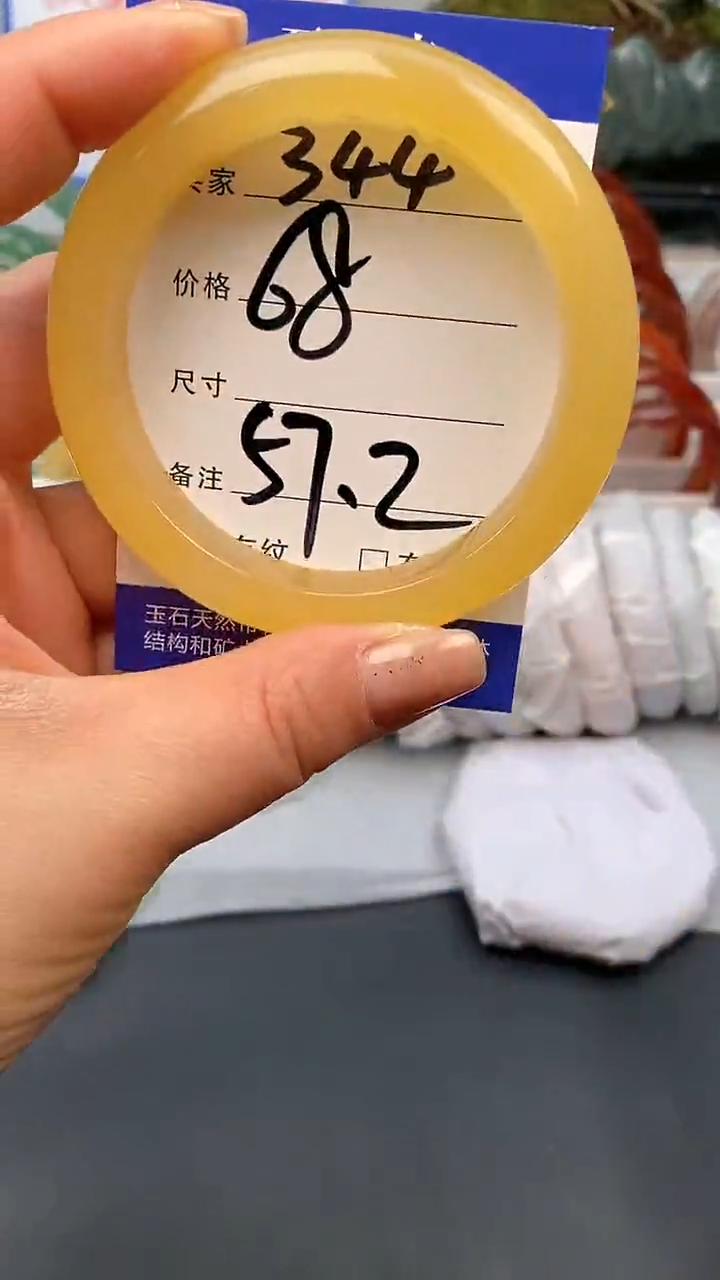 家 344
价格 68
尺寸
备注 57.2
纹 □
玉石天然
结构和矿